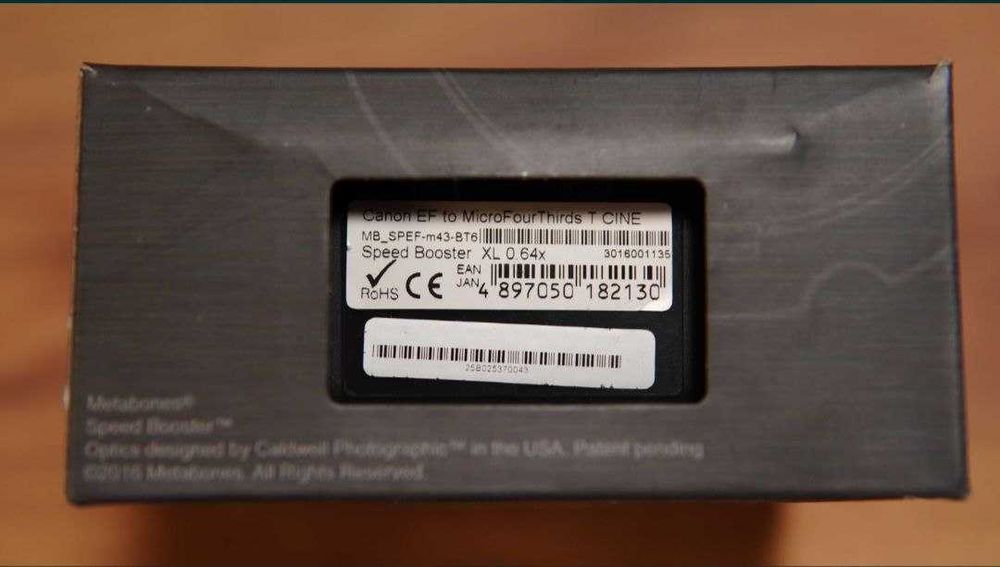 Canon EF to MicroFourThirds T CINE
MB_SPEF-m43-BT6
Speed Booster XL 0.64x
3016001135
RoHS CE
EAN
JAN
4 897050 182130
25B025370043
Metabones®
Speed Booster™
Optics designed by Caldwell Photographic™ in the USA. Patent pending
©2016 Metabones. All Rights Reserved.